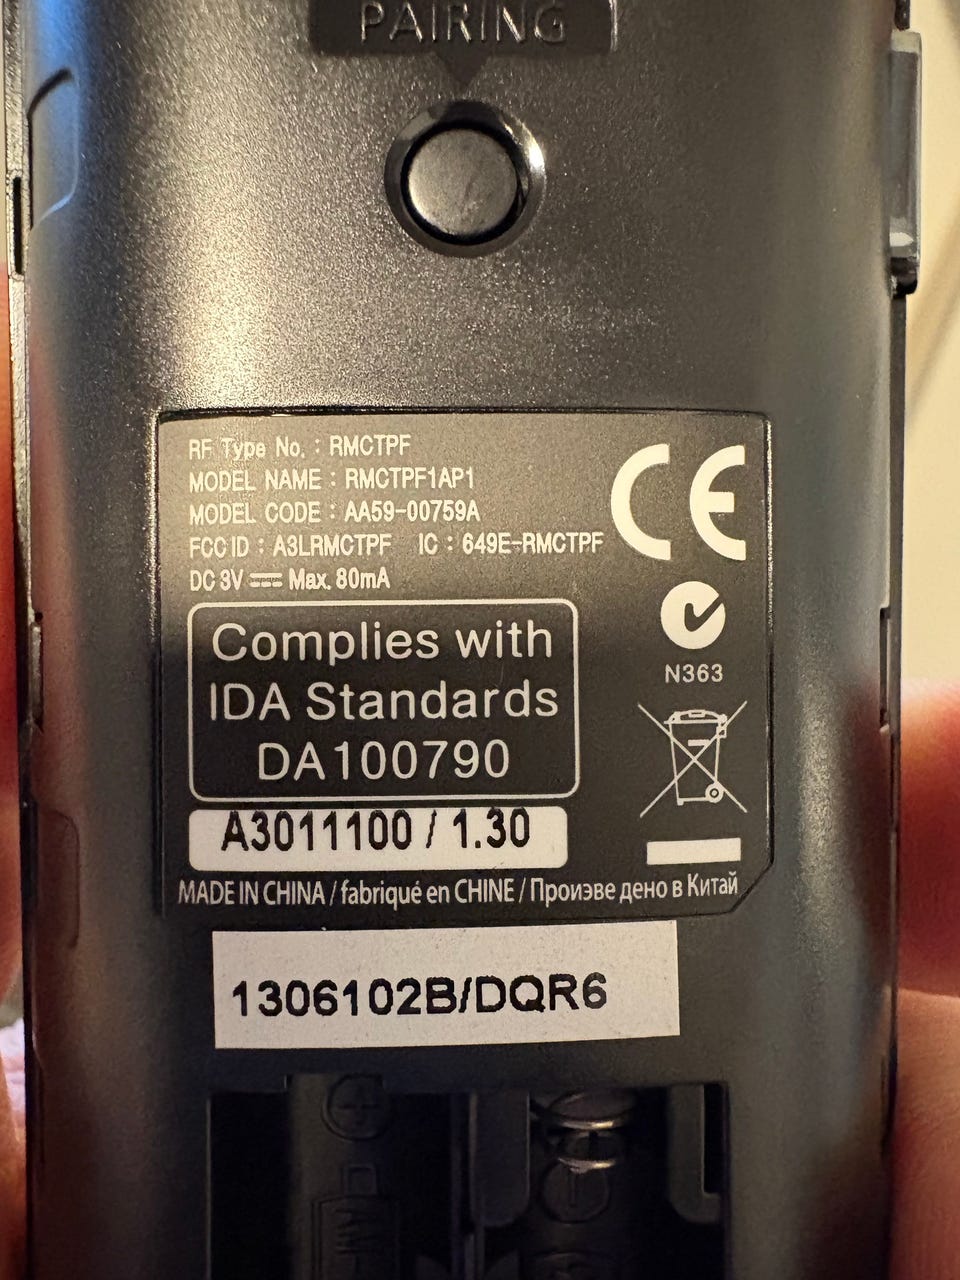 PAIRING
RF Type No. : RMCTPF
MODEL NAME : RMCTPF1AP1
MODEL CODE : AA59-00759A
FCC ID : A3LRMCTPF IC : 649E-RMCTPF
DC 3V Max. 80mA
CE
N363
Complies with
IDA Standards
DA100790
A3011100 / 1.30
MADE IN CHINA / fabriqué en CHINE / Произве дено в Китай
1306102B/DQR6